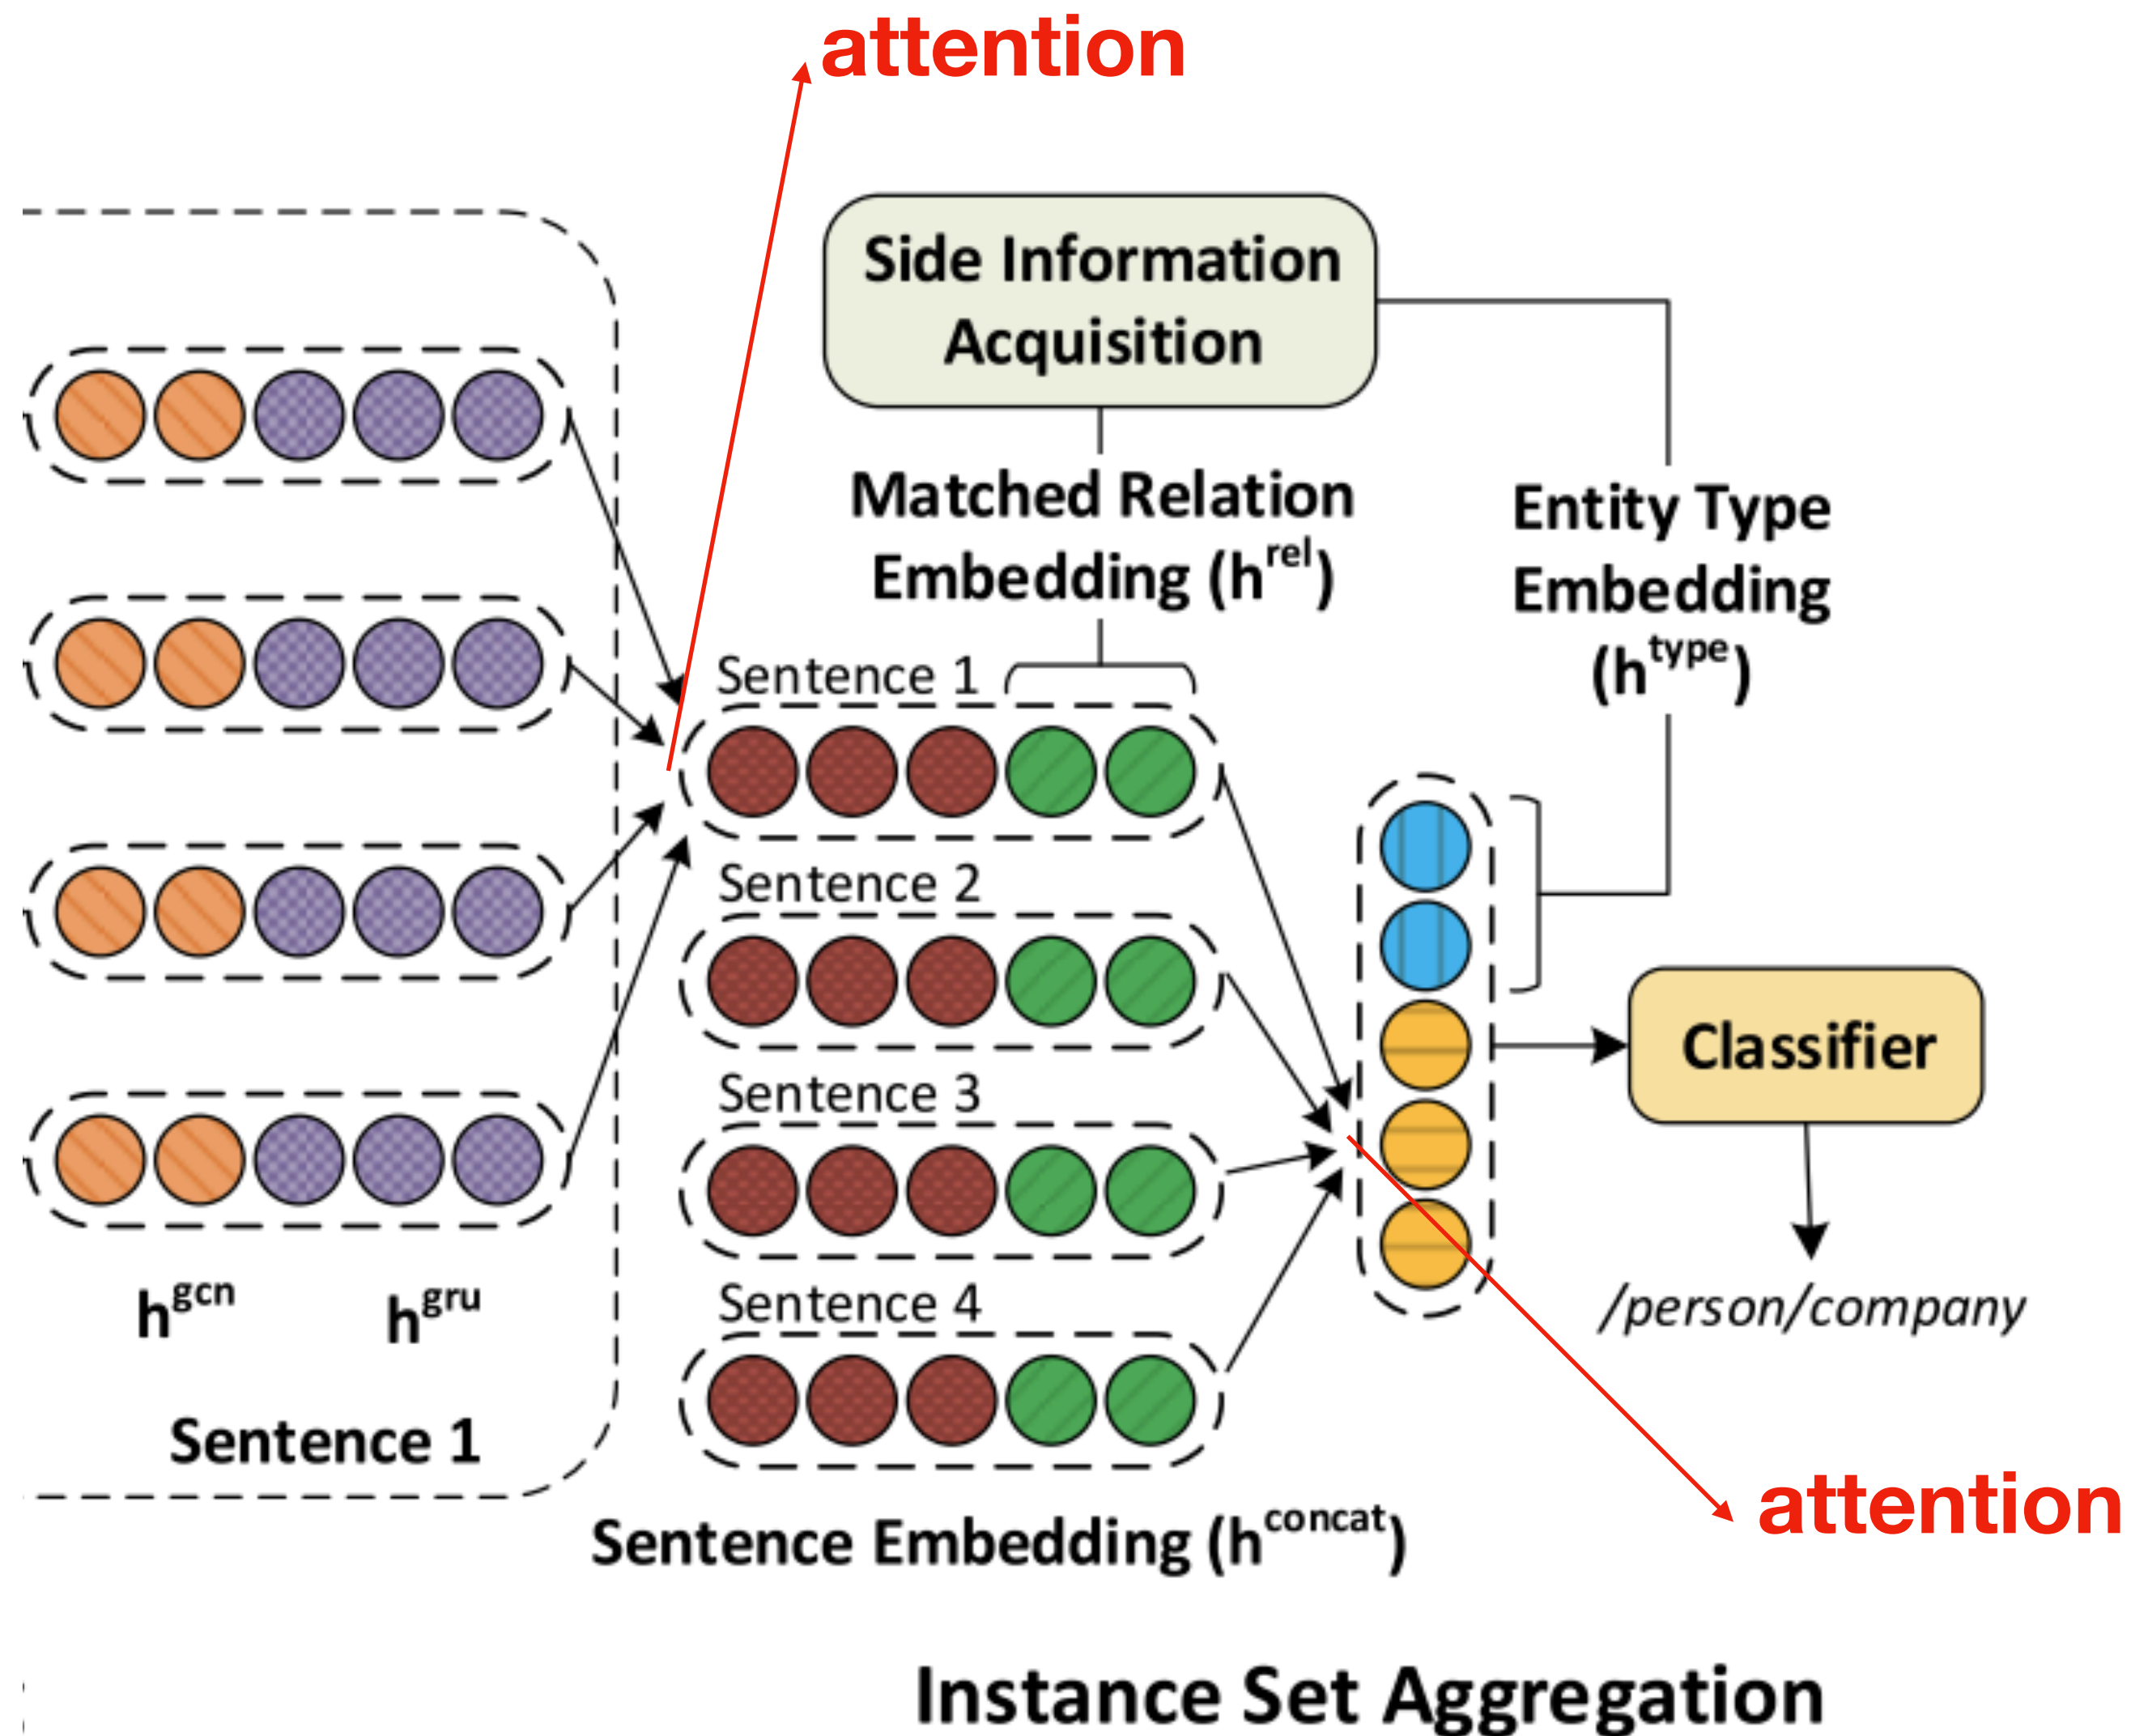 attention
Side Information
Acquisition
Matched Relation
Embedding (h^rel)
Entity Type
Embedding
(h^type)
Sentence 1
Sentence 2
Sentence 3
Sentence 4
Classifier
/person/company
h^gcn
h^gru
Sentence 1
attention
Sentence Embedding (h^concat)
Instance Set Aggregation